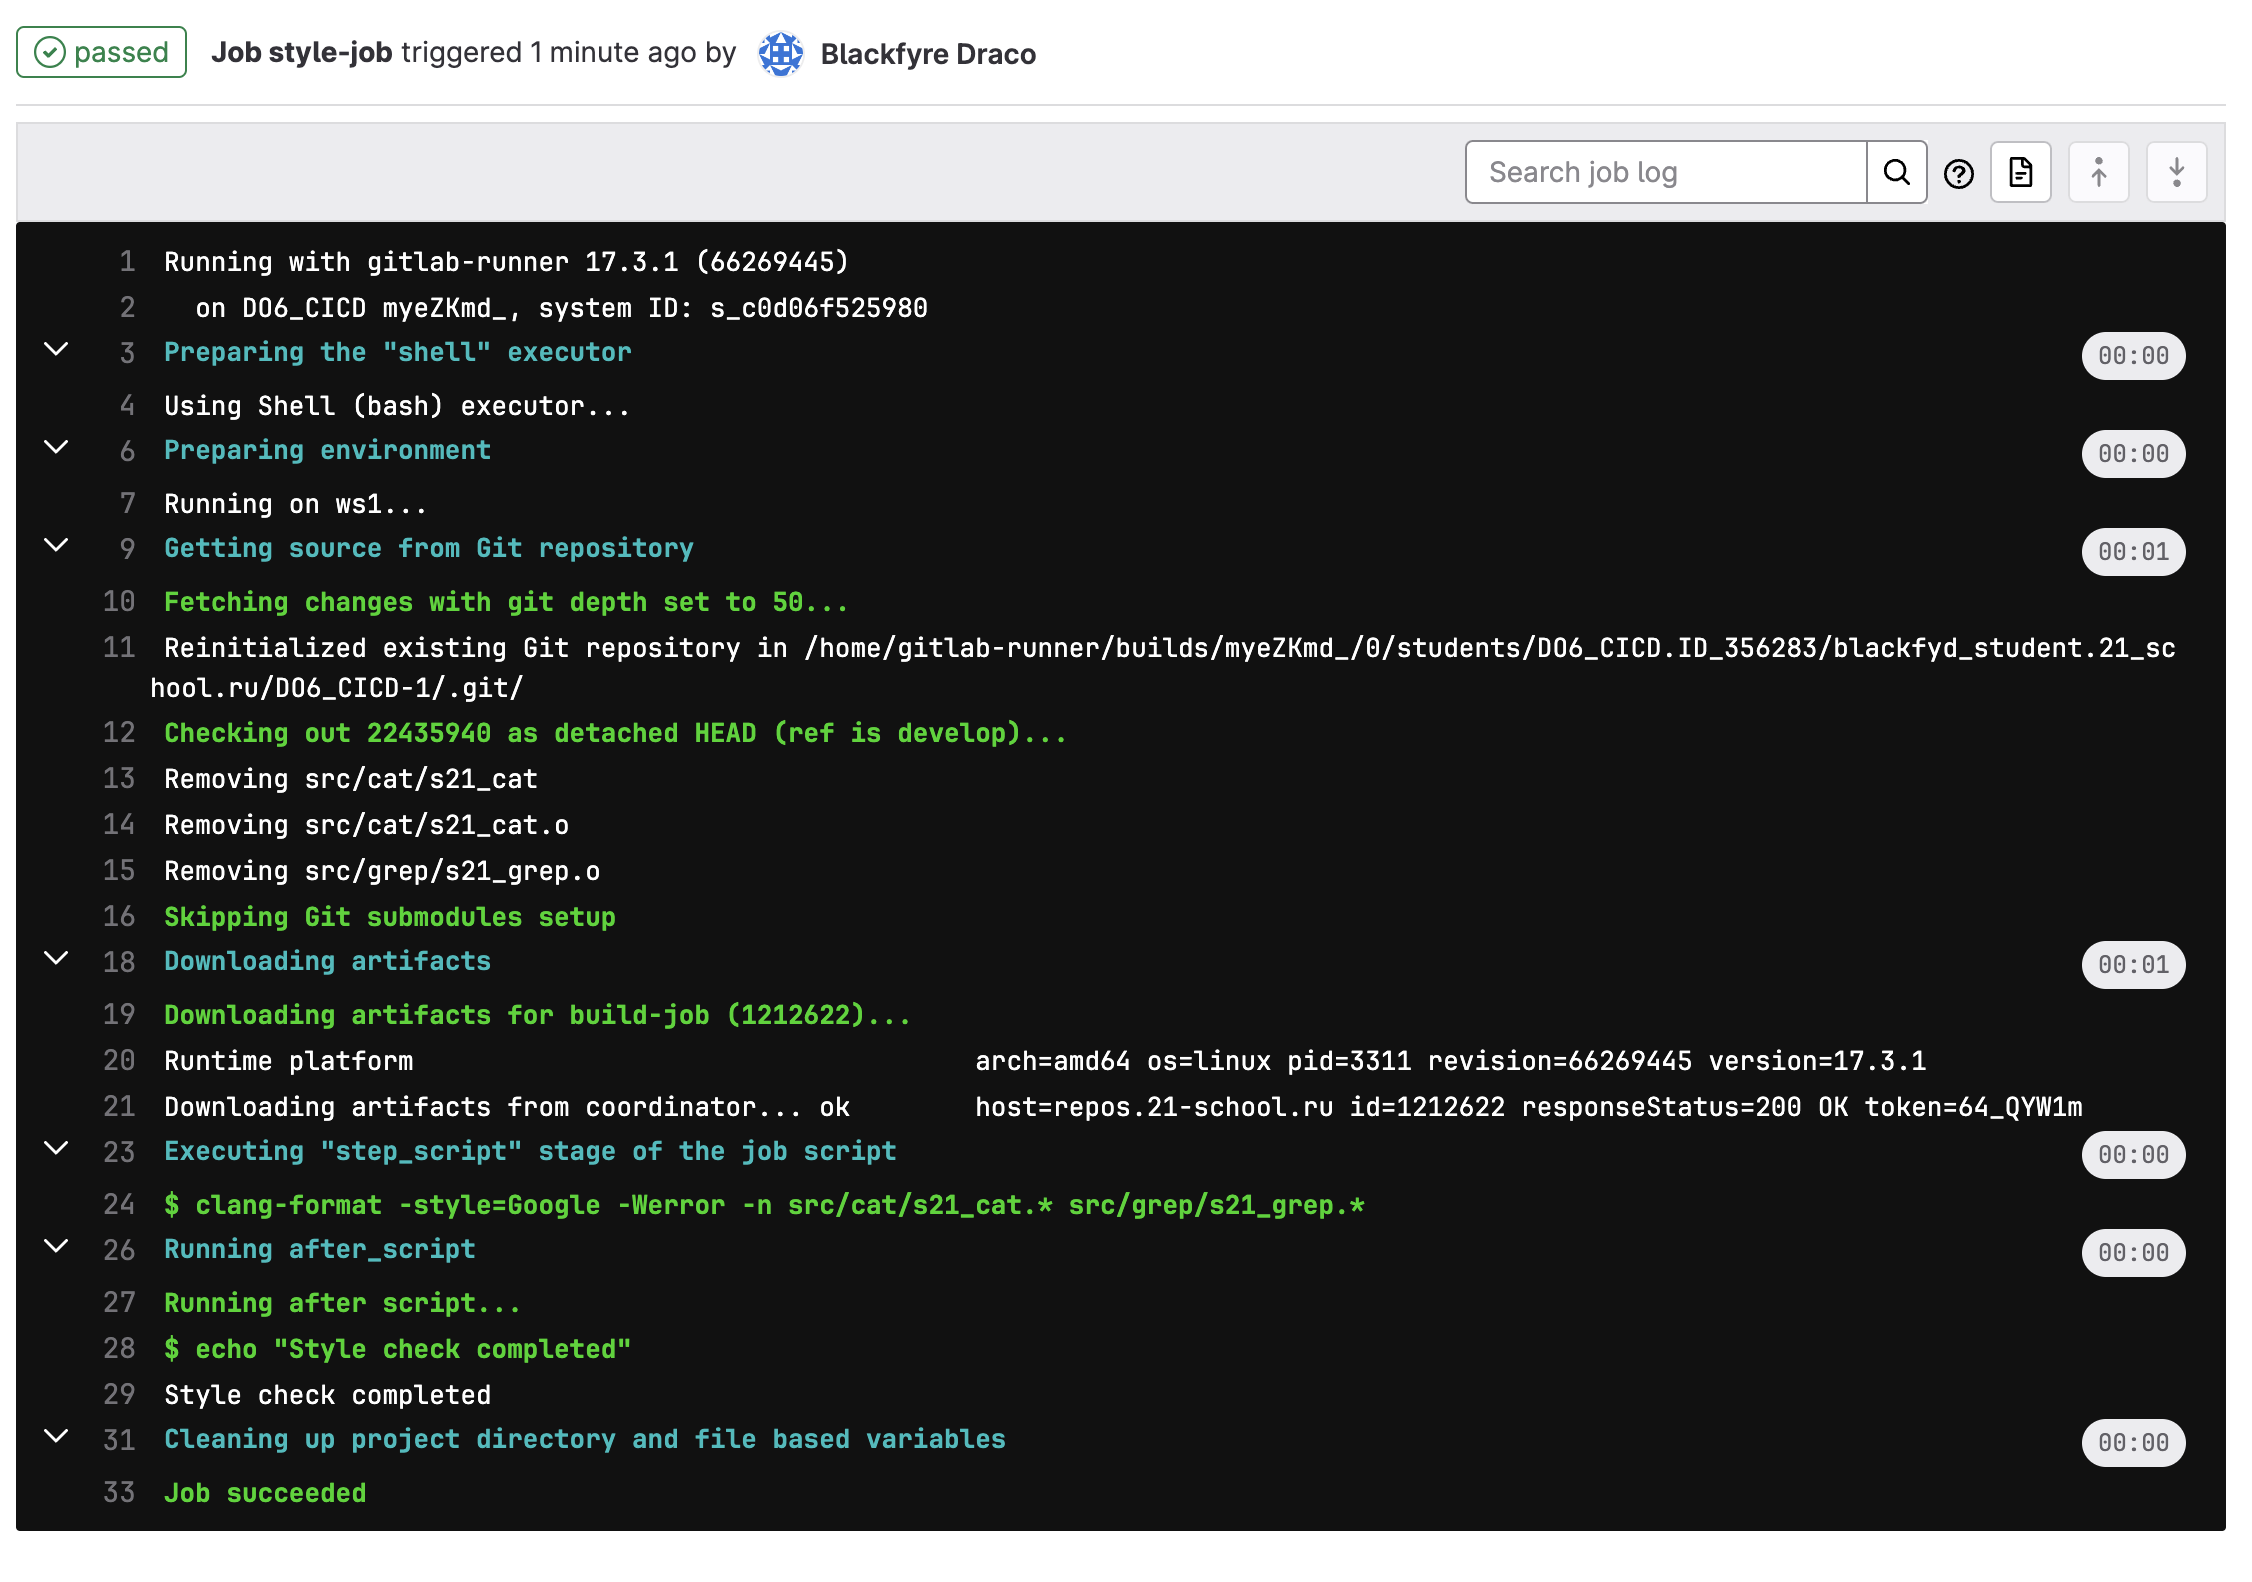 passed Job style-job triggered 1 minute ago by Blackfyre Draco
Search job log
1 Running with gitlab-runner 17.3.1 (66269445)
2 on DO6_CICD myeZKmd_, system ID: s_c0d06f525980
3 Preparing the "shell" executor 00:00
4 Using Shell (bash) executor...
6 Preparing environment 00:00
7 Running on ws1...
9 Getting source from Git repository 00:01
10 Fetching changes with git depth set to 50...
11 Reinitialized existing Git repository in /home/gitlab-runner/builds/myeZKmd_/0/students/DO6_CICD.ID_356283/blackfyd_student.21_sc
hool.ru/DO6_CICD-1/.git/
12 Checking out 22435940 as detached HEAD (ref is develop)...
13 Removing src/cat/s21_cat
14 Removing src/cat/s21_cat.o
15 Removing src/grep/s21_grep.o
16 Skipping Git submodules setup
18 Downloading artifacts 00:01
19 Downloading artifacts for build-job (1212622)...
20 Runtime platform arch=amd64 os=linux pid=3311 revision=66269445 version=17.3.1
21 Downloading artifacts from coordinator... ok host=repos.21-school.ru id=1212622 responseStatus=200 OK token=64_QYW1m
23 Executing "step_script" stage of the job script 00:00
24 $ clang-format -style=Google -Werror -n src/cat/s21_cat.* src/grep/s21_grep.*
26 Running after_script 00:00
27 Running after script...
28 $ echo "Style check completed"
29 Style check completed
31 Cleaning up project directory and file based variables 00:00
33 Job succeeded